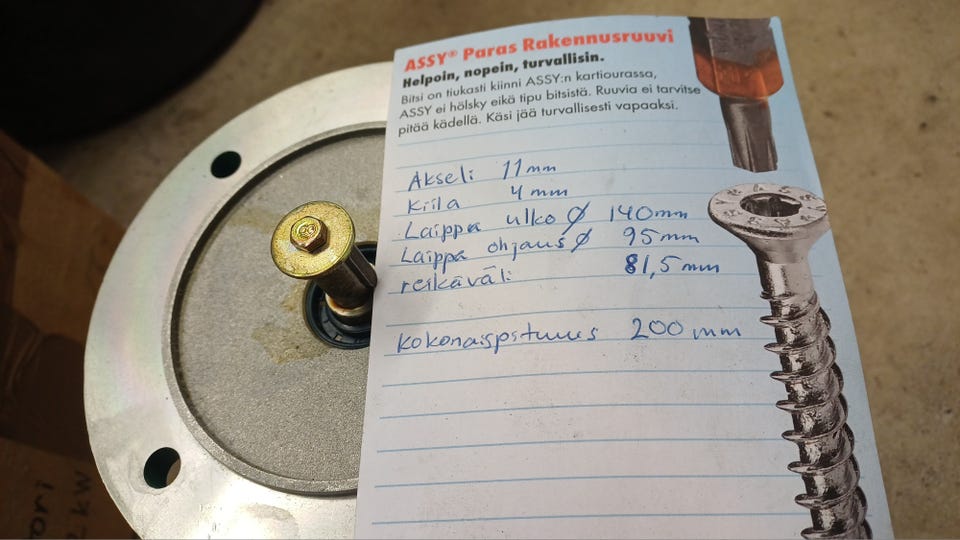 ASSY® Paras Rakennusruuvi
Helpoin, nopein, turvallisin.
Bitsi on tiukasti kiinni ASSY:n kartiourassa,
ASSY ei hölsky eikä tipu bitsistä. Ruuvia ei tarvitse
pitää kädellä. Käsi jää turvallisesti vapaaksi.
Akseli 11mm
Kiila 4mm
Laippa ulko Ø 140mm
Laippa ohjaus Ø 95mm
reikäväli 81,5mm
Kokonaispituus 200mm
kW